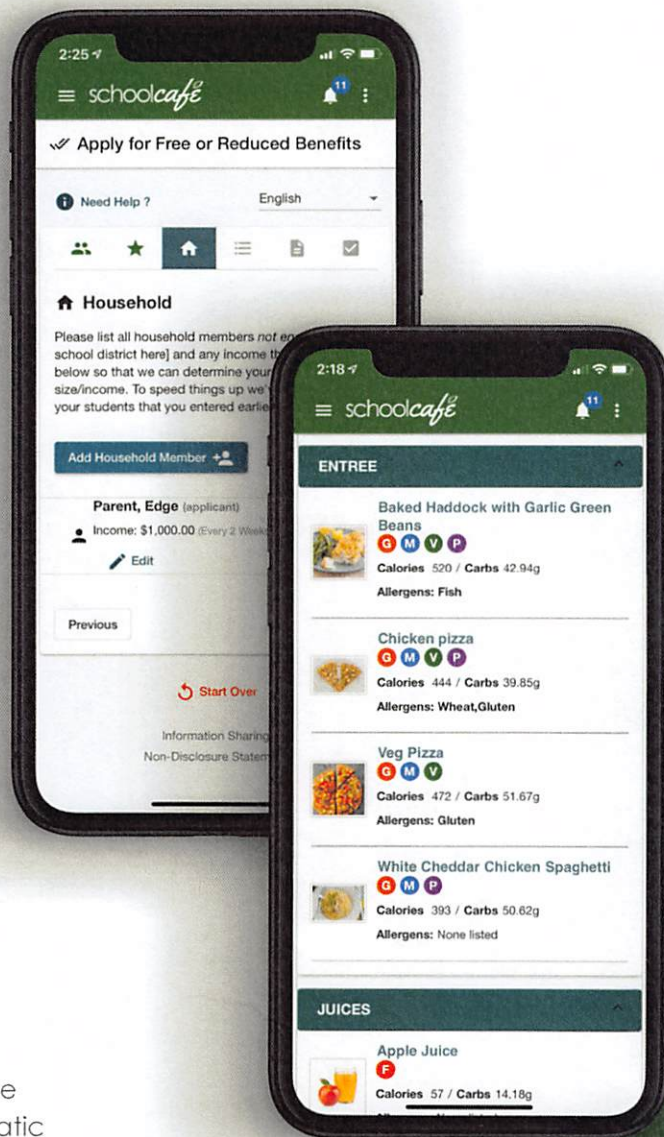 2:25
schoolcafé
11
Apply for Free or Reduced Benefits
Need Help ?
English
Household
Please list all household members not
school district here] and any income
below so that we can determine your
size/income. To speed things up
your students that you entered
Add Household Member
Parent, Edge (applicant)
Income: $1,000.00 (Every 2
Edit
Previous
Start Over
Information Sharing
Non-Disclosure
2:18
schoolcafé
11
ENTREE
Baked Haddock with Garlic Green
Beans
G M V P
Calories 520 / Carbs 42.94g
Allergens: Fish
Chicken pizza
G M V P
Calories 444 / Carbs 39.85g
Allergens: Wheat,Gluten
Veg Pizza
G M V
Calories 472 / Carbs 51.67g
Allergens: Gluten
White Cheddar Chicken Spaghetti
G M P
Calories 393 / Carbs 50.62g
Allergens: None listed
JUICES
Apple Juice
F
Calories 57 / Carbs 14.18g